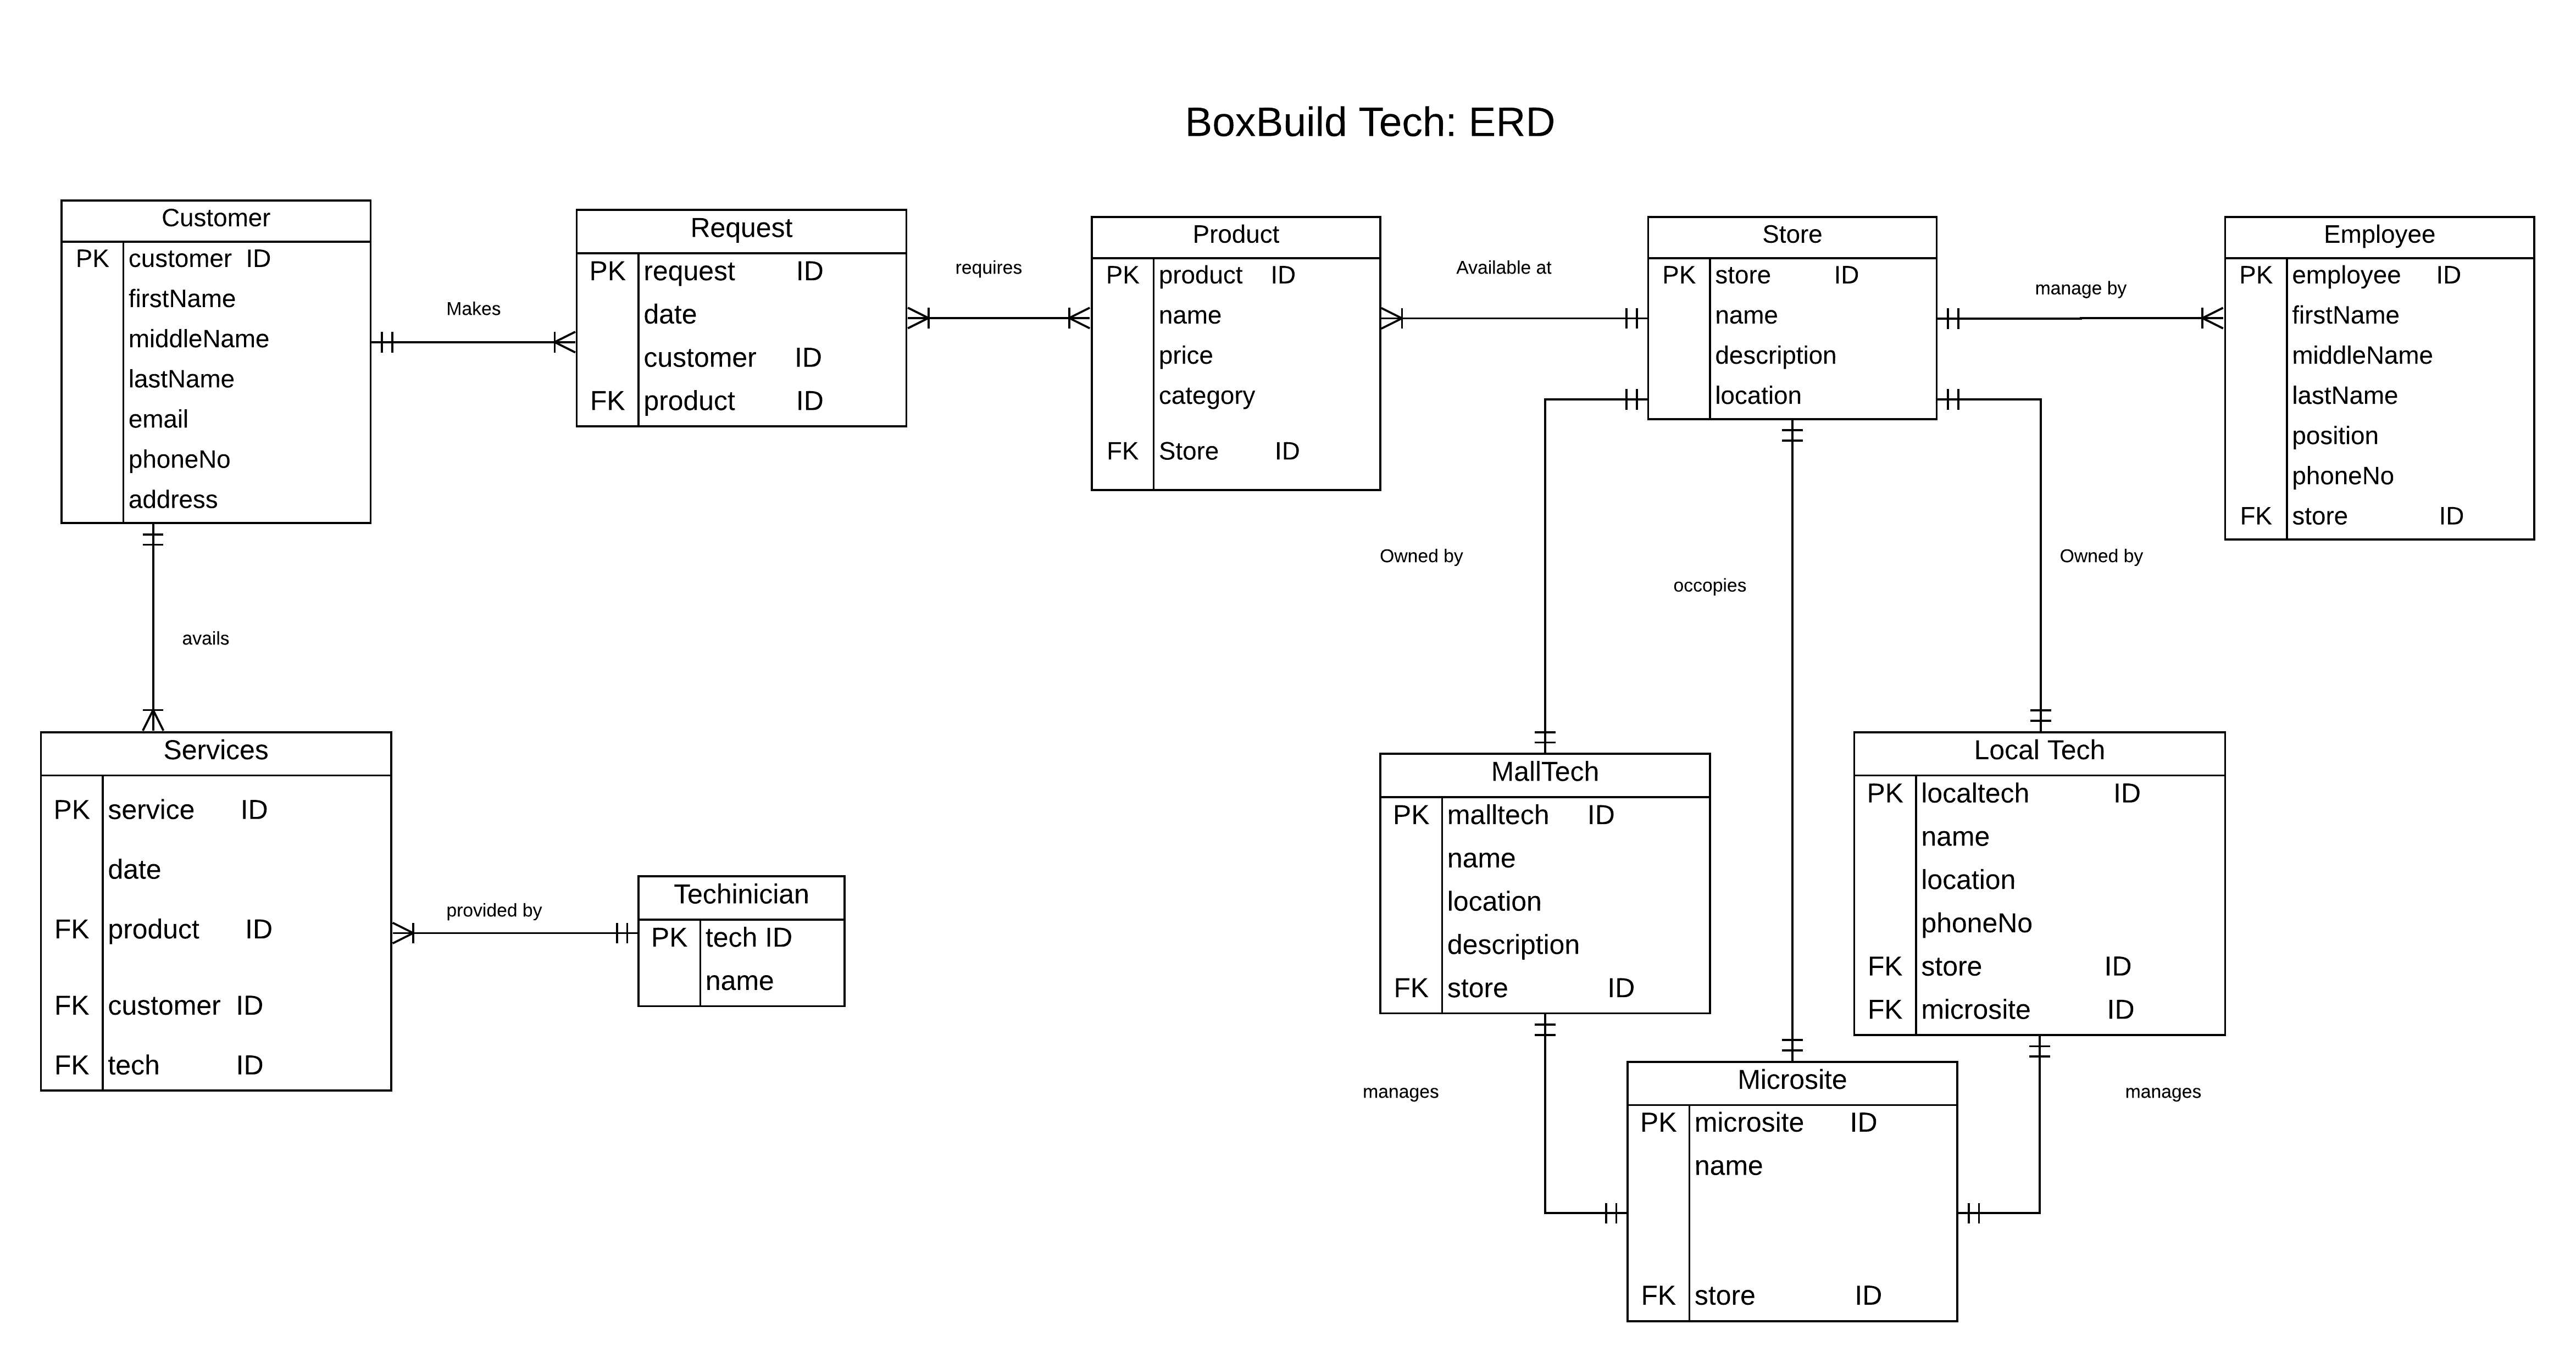 BoxBuild Tech: ERD
Customer
PK customer ID
firstName
middleName
lastName
email
phoneNo
address
Makes
Request
PK request ID
date
customer ID
FK product ID
requires
Product
PK product ID
name
price
category
FK Store ID
Available at
Store
PK store ID
name
description
location
manage by
Employee
PK employee ID
firstName
middleName
lastName
position
phoneNo
FK store ID
avails
Owned by
occopies
Owned by
Services
PK service ID
date
FK product ID
FK customer ID
FK tech ID
provided by
Techinician
PK tech ID
name
MallTech
PK malltech ID
name
location
description
FK store ID
Local Tech
PK localtech ID
name
location
phoneNo
FK store ID
FK microsite ID
manages
manages
Microsite
PK microsite ID
name
FK store ID